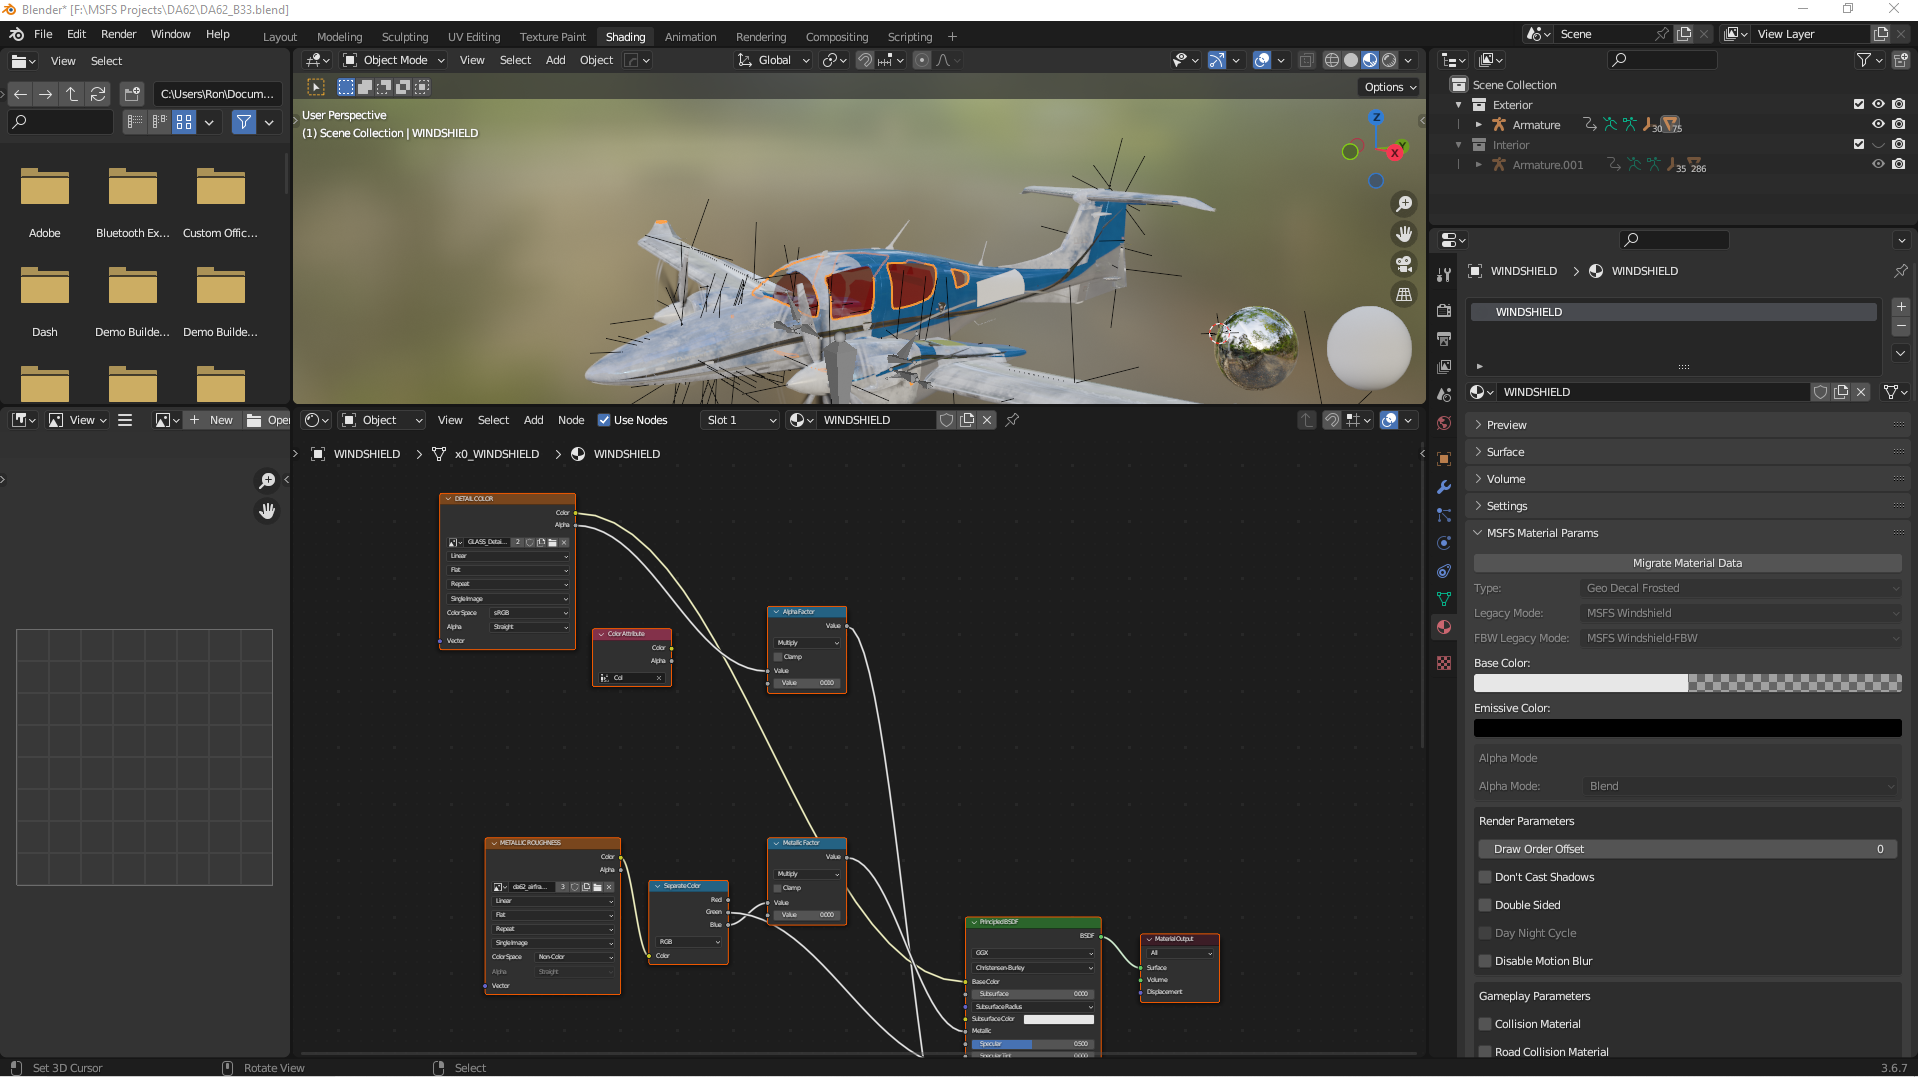 Blender* [F:\MSFS Projects\DA62\DA62_B33.blend]
File Edit Render Window Help
Layout Modeling Sculpting UV Editing Texture Paint Shading Animation Rendering Compositing Scripting +
Scene
View Layer
View Select
C:\Users\Ron\Docum...
Adobe
Bluetooth Ex...
Custom Offic...
Dash
Demo Builde...
Demo Builde...
Object Mode View Select Add Object
Global
Options
User Perspective
(1) Scene Collection | WINDSHIELD
Z
Y
X
Scene Collection
Exterior
Armature 30 75
Interior
Armature.001 35 286
WINDSHIELD > WINDSHIELD
WINDSHIELD
WINDSHIELD
Preview
Surface
Volume
Settings
MSFS Material Params
Migrate Material Data
Type: Geo Decal Frosted
Legacy Mode: MSFS Windshield
FBW Legacy Mode: MSFS Windshield-FBW
Base Color:
Emissive Color:
Alpha Mode
Alpha Mode: Blend
Render Parameters
Draw Order Offset 0
Don't Cast Shadows
Double Sided
Day Night Cycle
Disable Motion Blur
Gameplay Parameters
Collision Material
Road Collision Material
View
+ New
Open
Object View Select Add Node Use Nodes
Slot 1
WINDSHIELD
WINDSHIELD > x0_WINDSHIELD > WINDSHIELD
DETAIL COLOR
Color
Alpha
GLASS_Detai... 2
Linear
Flat
Repeat
Single Image
Color Space sRGB
Alpha Straight
Vector
Color Attribute
Color
Alpha
Col
Alpha Factor
Value
Multiply
Clamp
Value
Value 0.010
METALLIC ROUGHNESS
Color
Alpha
da62_airfra... 3
Linear
Flat
Repeat
Single Image
Color Space Non-Color
Alpha Straight
Vector
Separate Color
Red
Green
Blue
RGB
Color
Metallic Factor
Value
Multiply
Clamp
Value
Value 0.000
Principled BSDF
BSDF
GGX
Christensen-Burley
Base Color
Subsurface 0.000
Subsurface Radius
Subsurface Color
Metallic
Specular 0.500
Specular Tint 0.000
Material Output
All
Surface
Volume
Displacement
Set 3D Cursor
Rotate View
Select
3.6.7